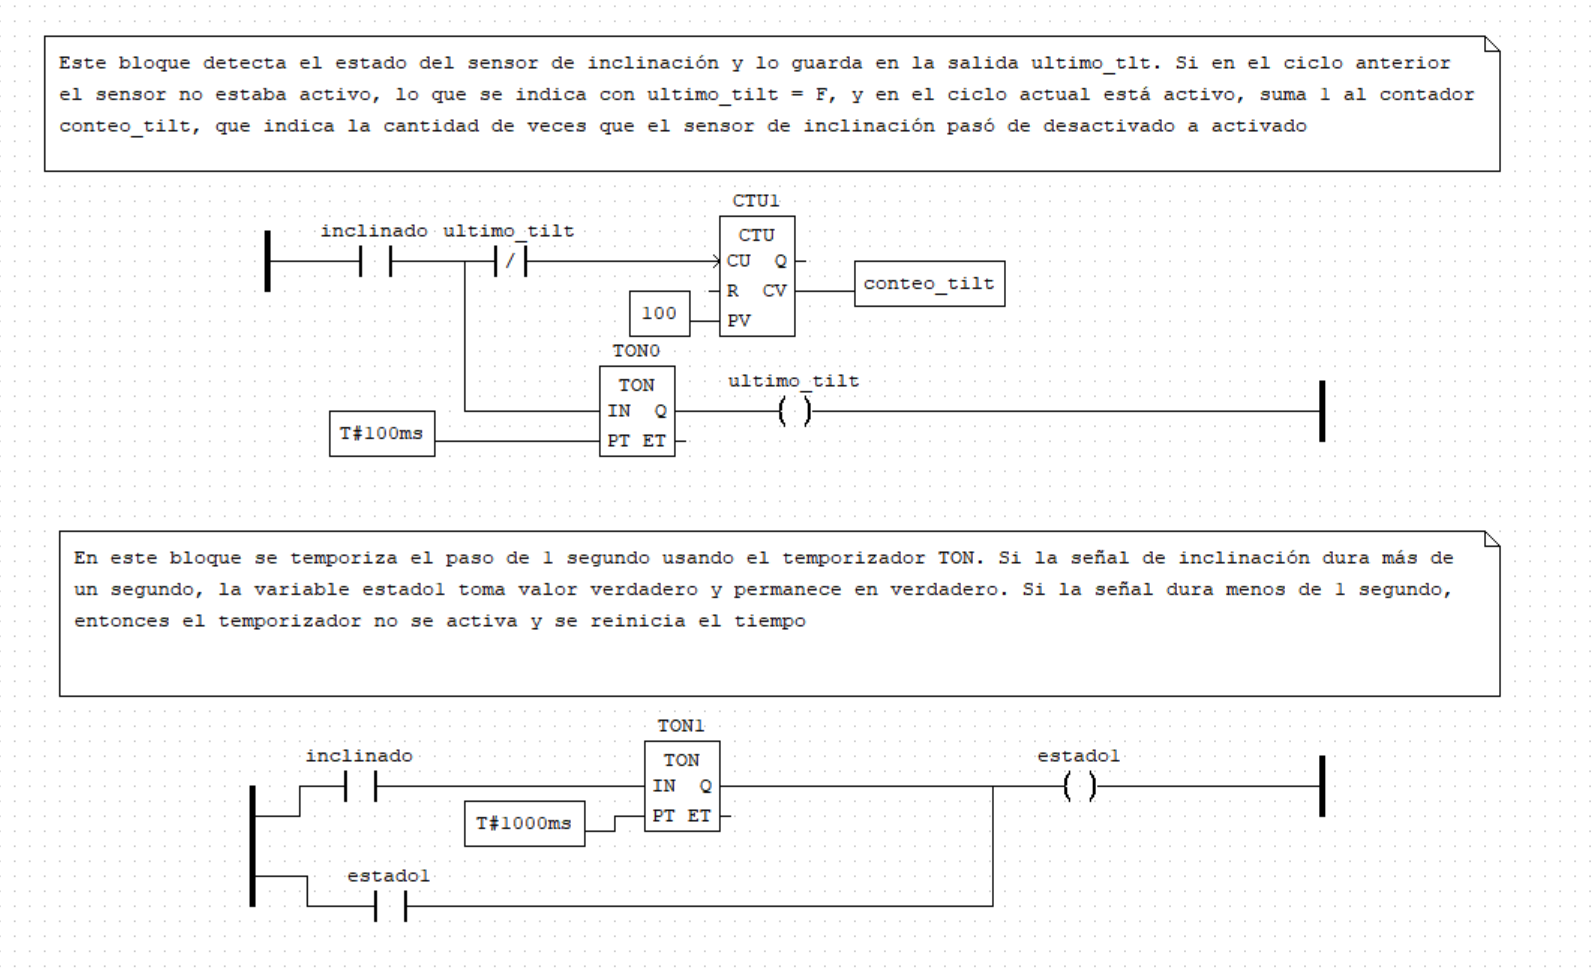 Este bloque detecta el estado del sensor de inclinación y lo guarda en la salida ultimo_tlt. Si en el ciclo anterior
el sensor no estaba activo, lo que se indica con ultimo_tilt = F, y en el ciclo actual está activo, suma 1 al contador
conteo_tilt, que indica la cantidad de veces que el sensor de inclinación pasó de desactivado a activado
CTU1
inclinado ultimo_tilt
CTU
/
CU Q
R CV
conteo_tilt
100
PV
TON0
TON
ultimo_tilt
IN Q
T#100ms
PT ET
En este bloque se temporiza el paso de 1 segundo usando el temporizador TON. Si la señal de inclinación dura más de
un segundo, la variable estado1 toma valor verdadero y permanece en verdadero. Si la señal dura menos de 1 segundo,
entonces el temporizador no se activa y se reinicia el tiempo
TON1
inclinado
TON
estado1
IN Q
T#1000ms
PT ET
estado1